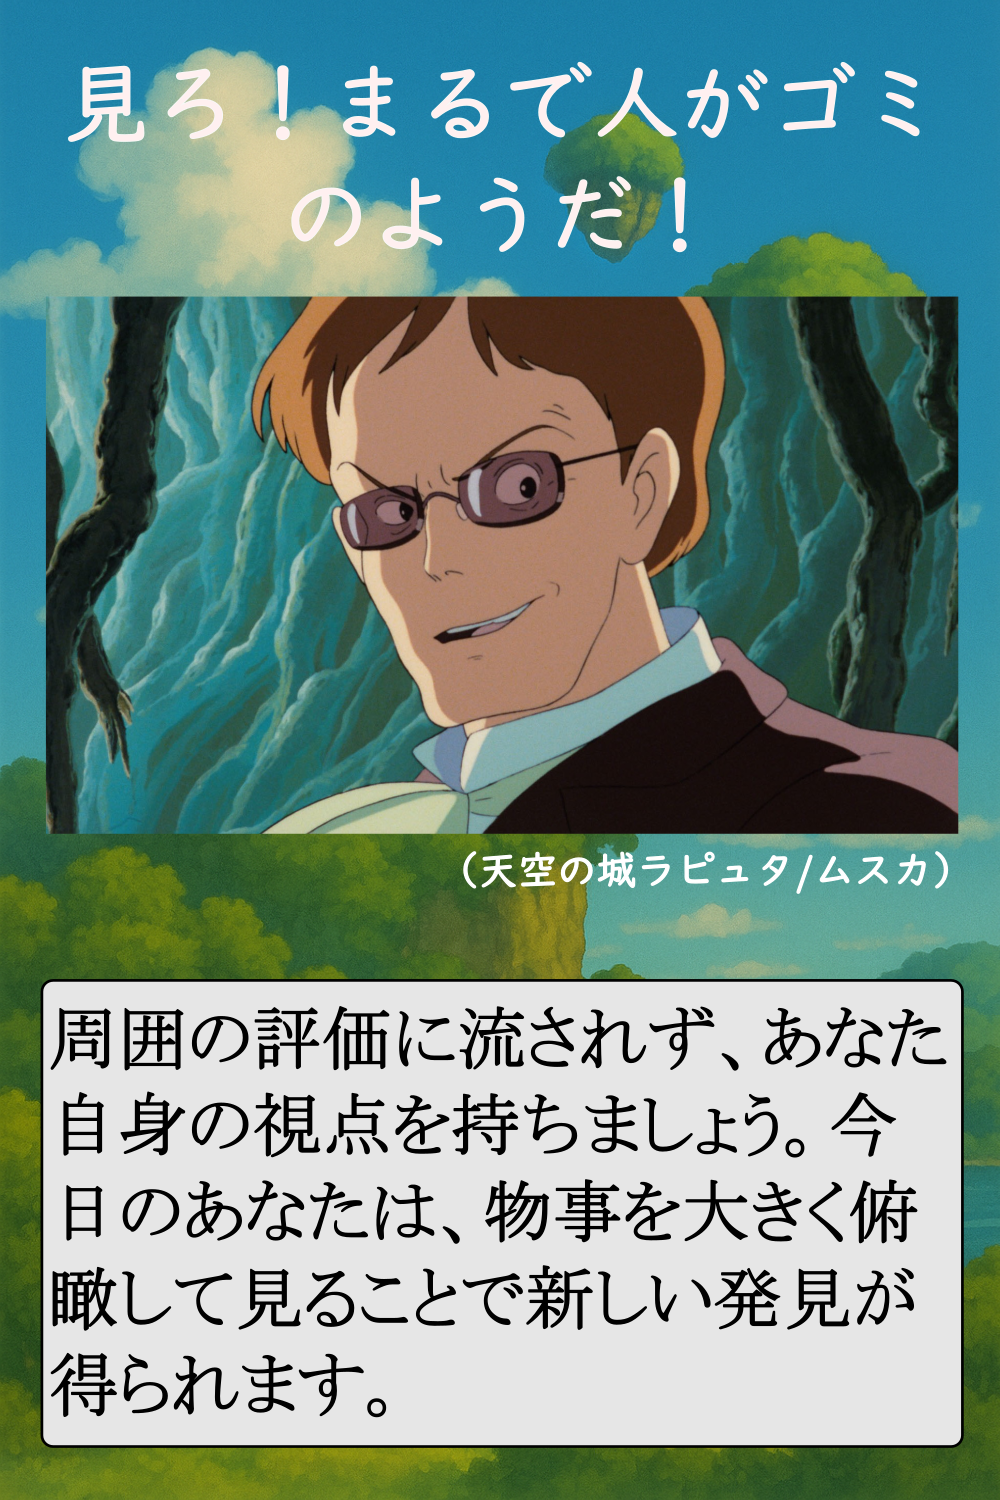 見ろ！まるで人がゴミ
のようだ！
（天空の城ラピュタ/ムスカ）
周囲の評価に流されず、あなた
自身の視点を持ちましょう。今
日のあなたは、物事を大きく俯
瞰して見ることで新しい発見が
得られます。